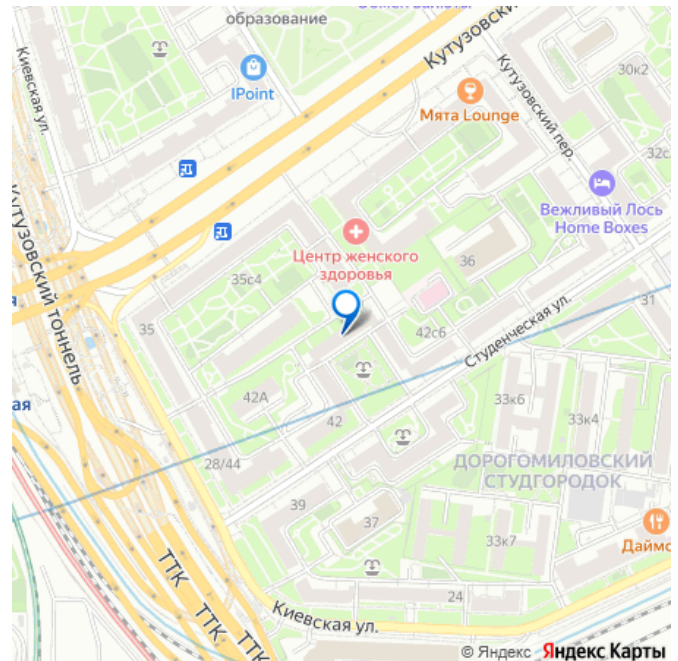 образование
Кутузовски
Киевская ул.
IPoint
Мята Lounge
Кутузовский пер.
30к2
32с
Вежливый Лось
Home Boxes
Кутузовский тоннель
Центр женского
здоровья
36
35с4
35
31
42с6
Студенческая ул.
ая
42А
42
33к6
33к4
28/44
ДОРОГОМИЛОВСКИЙ
СТУДГОРОДОК
39
37
33к7
Даймо
ТТК
ТТК
ТТК
24
Киевская ул.
© Яндекс Яндекс Карты